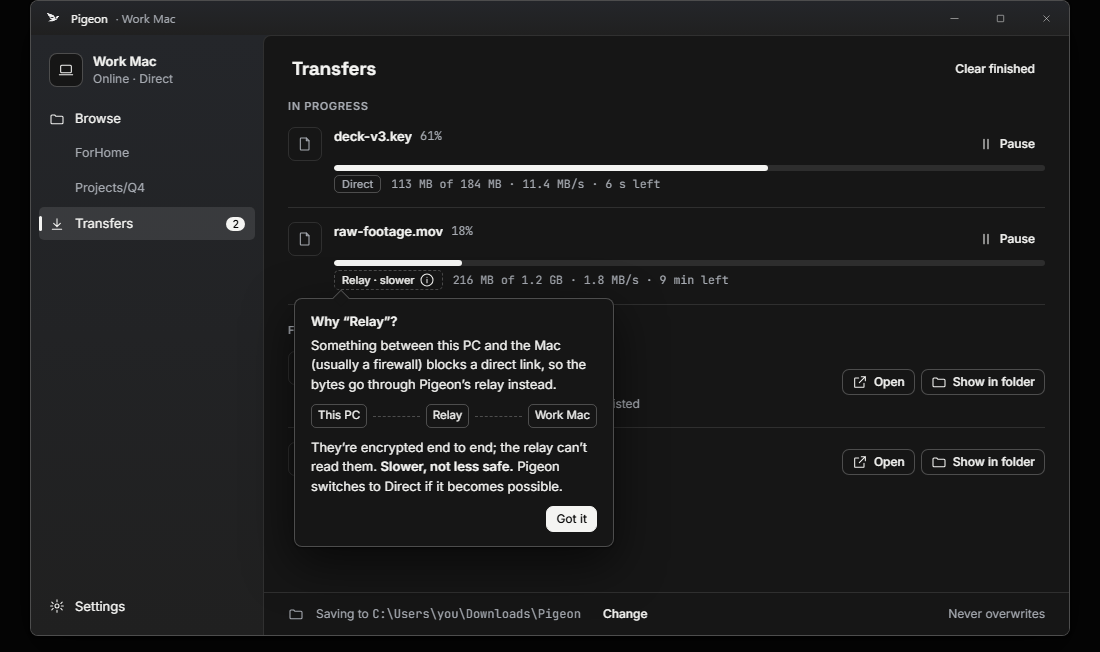 Pigeon · Work Mac
Work Mac
Online · Direct
Browse
ForHome
Projects/Q4
Transfers 2
Settings
Transfers
Clear finished
IN PROGRESS
deck-v3.key 61%
Pause
Direct 113 MB of 184 MB · 11.4 MB/s · 6 s left
raw-footage.mov 18%
Pause
Relay · slower 216 MB of 1.2 GB · 1.8 MB/s · 9 min left
Why “Relay”?
Something between this PC and the Mac
(usually a firewall) blocks a direct link, so the
bytes go through Pigeon’s relay instead.
This PC Relay Work Mac
They’re encrypted end to end; the relay can’t
read them. Slower, not less safe. Pigeon
switches to Direct if it becomes possible.
Got it
Open Show in folder
Open Show in folder
Saving to C:\Users\you\Downloads\Pigeon Change
Never overwrites